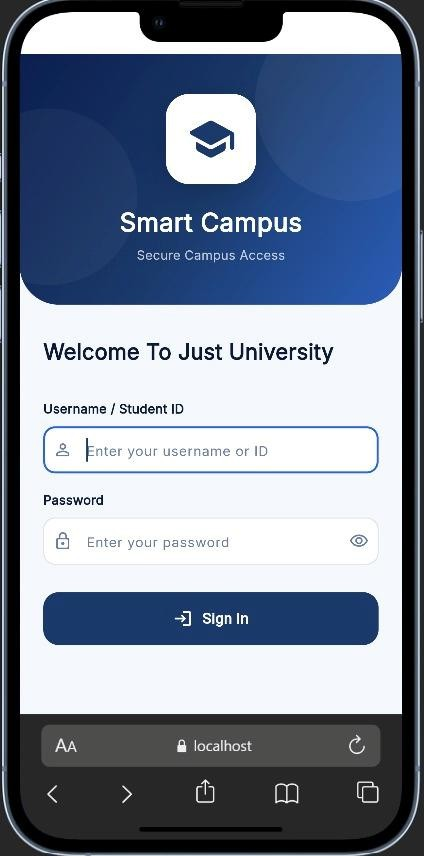 Smart Campus
Secure Campus Access
Welcome To Just University
Username / Student ID
Enter your username or ID
Password
Enter your password
Sign In
AA
localhost